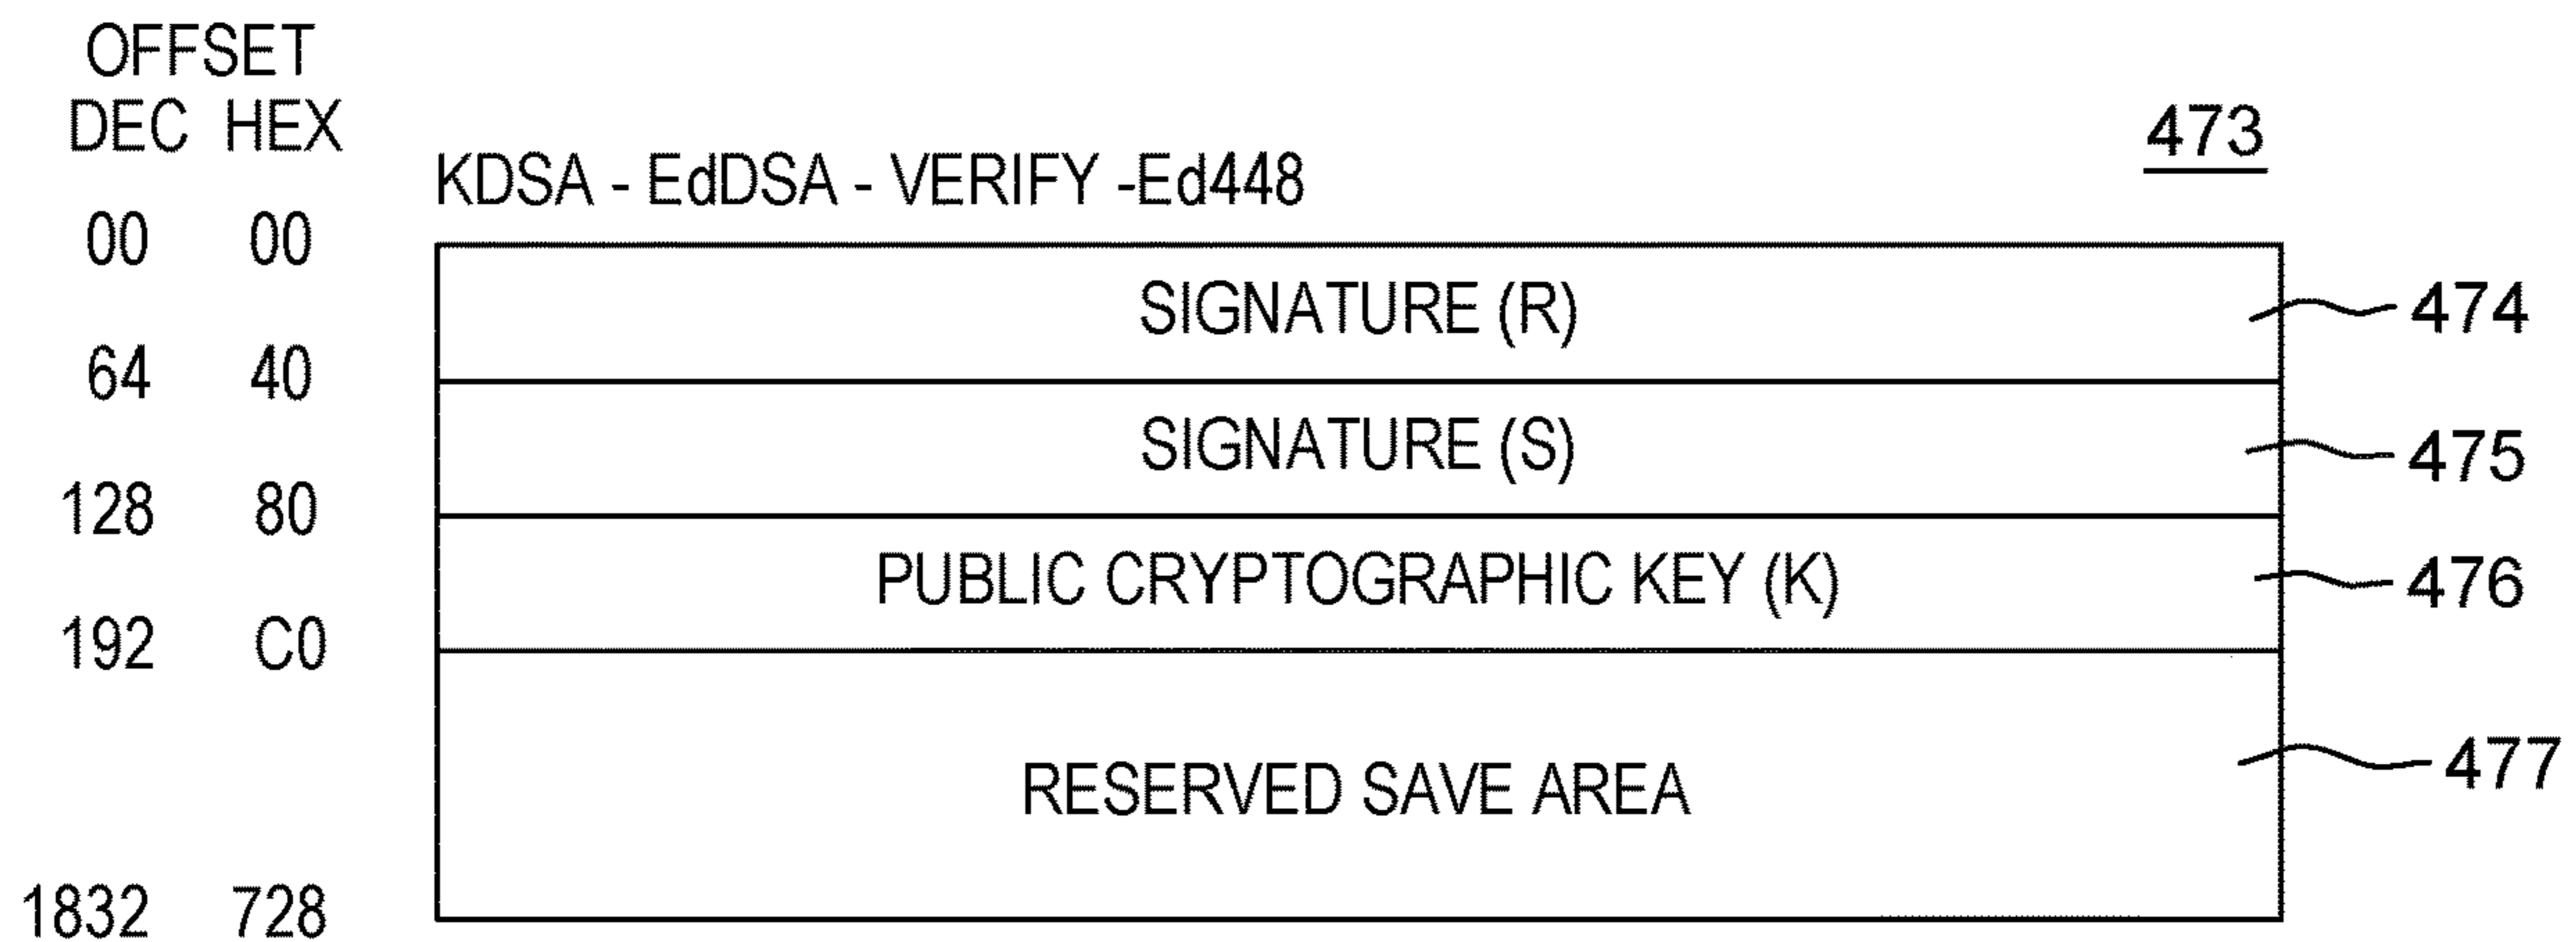 OFFSET
DEC HEX
473
KDSA - EdDSA - VERIFY -Ed448
00 00
SIGNATURE (R) 474
64 40
SIGNATURE (S) 475
128 80
PUBLIC CRYPTOGRAPHIC KEY (K) 476
192 C0
RESERVED SAVE AREA 477
1832 728